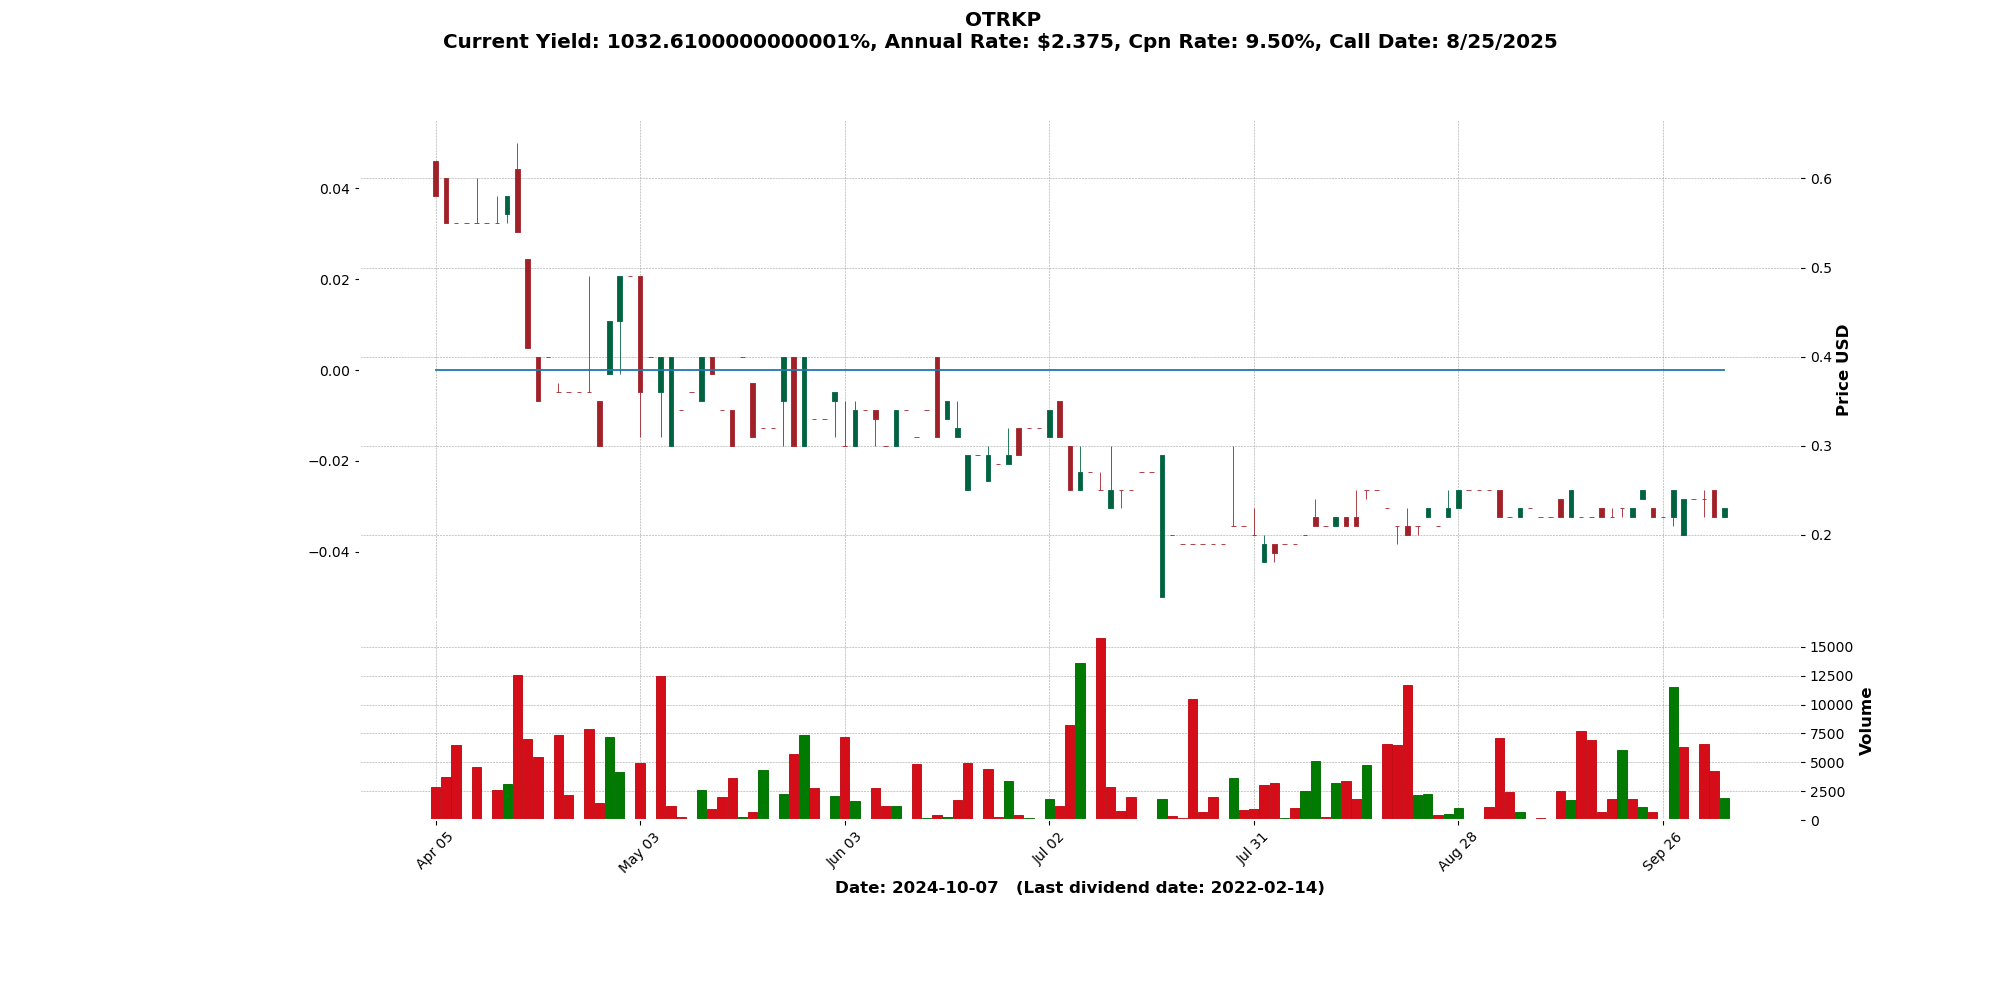 OTRKP
Current Yield: 1032.6100000000001%, Annual Rate: $2.375, Cpn Rate: 9.50%, Call Date: 8/25/2025
0.04
0.02
0.00
−0.02
−0.04
0.6
0.5
0.4
0.3
0.2
Price USD
15000
12500
10000
7500
5000
2500
0
Volume
Apr 05
May 03
Jun 03
Jul 02
Jul 31
Aug 28
Sep 26
Date: 2024-10-07 (Last dividend date: 2022-02-14)